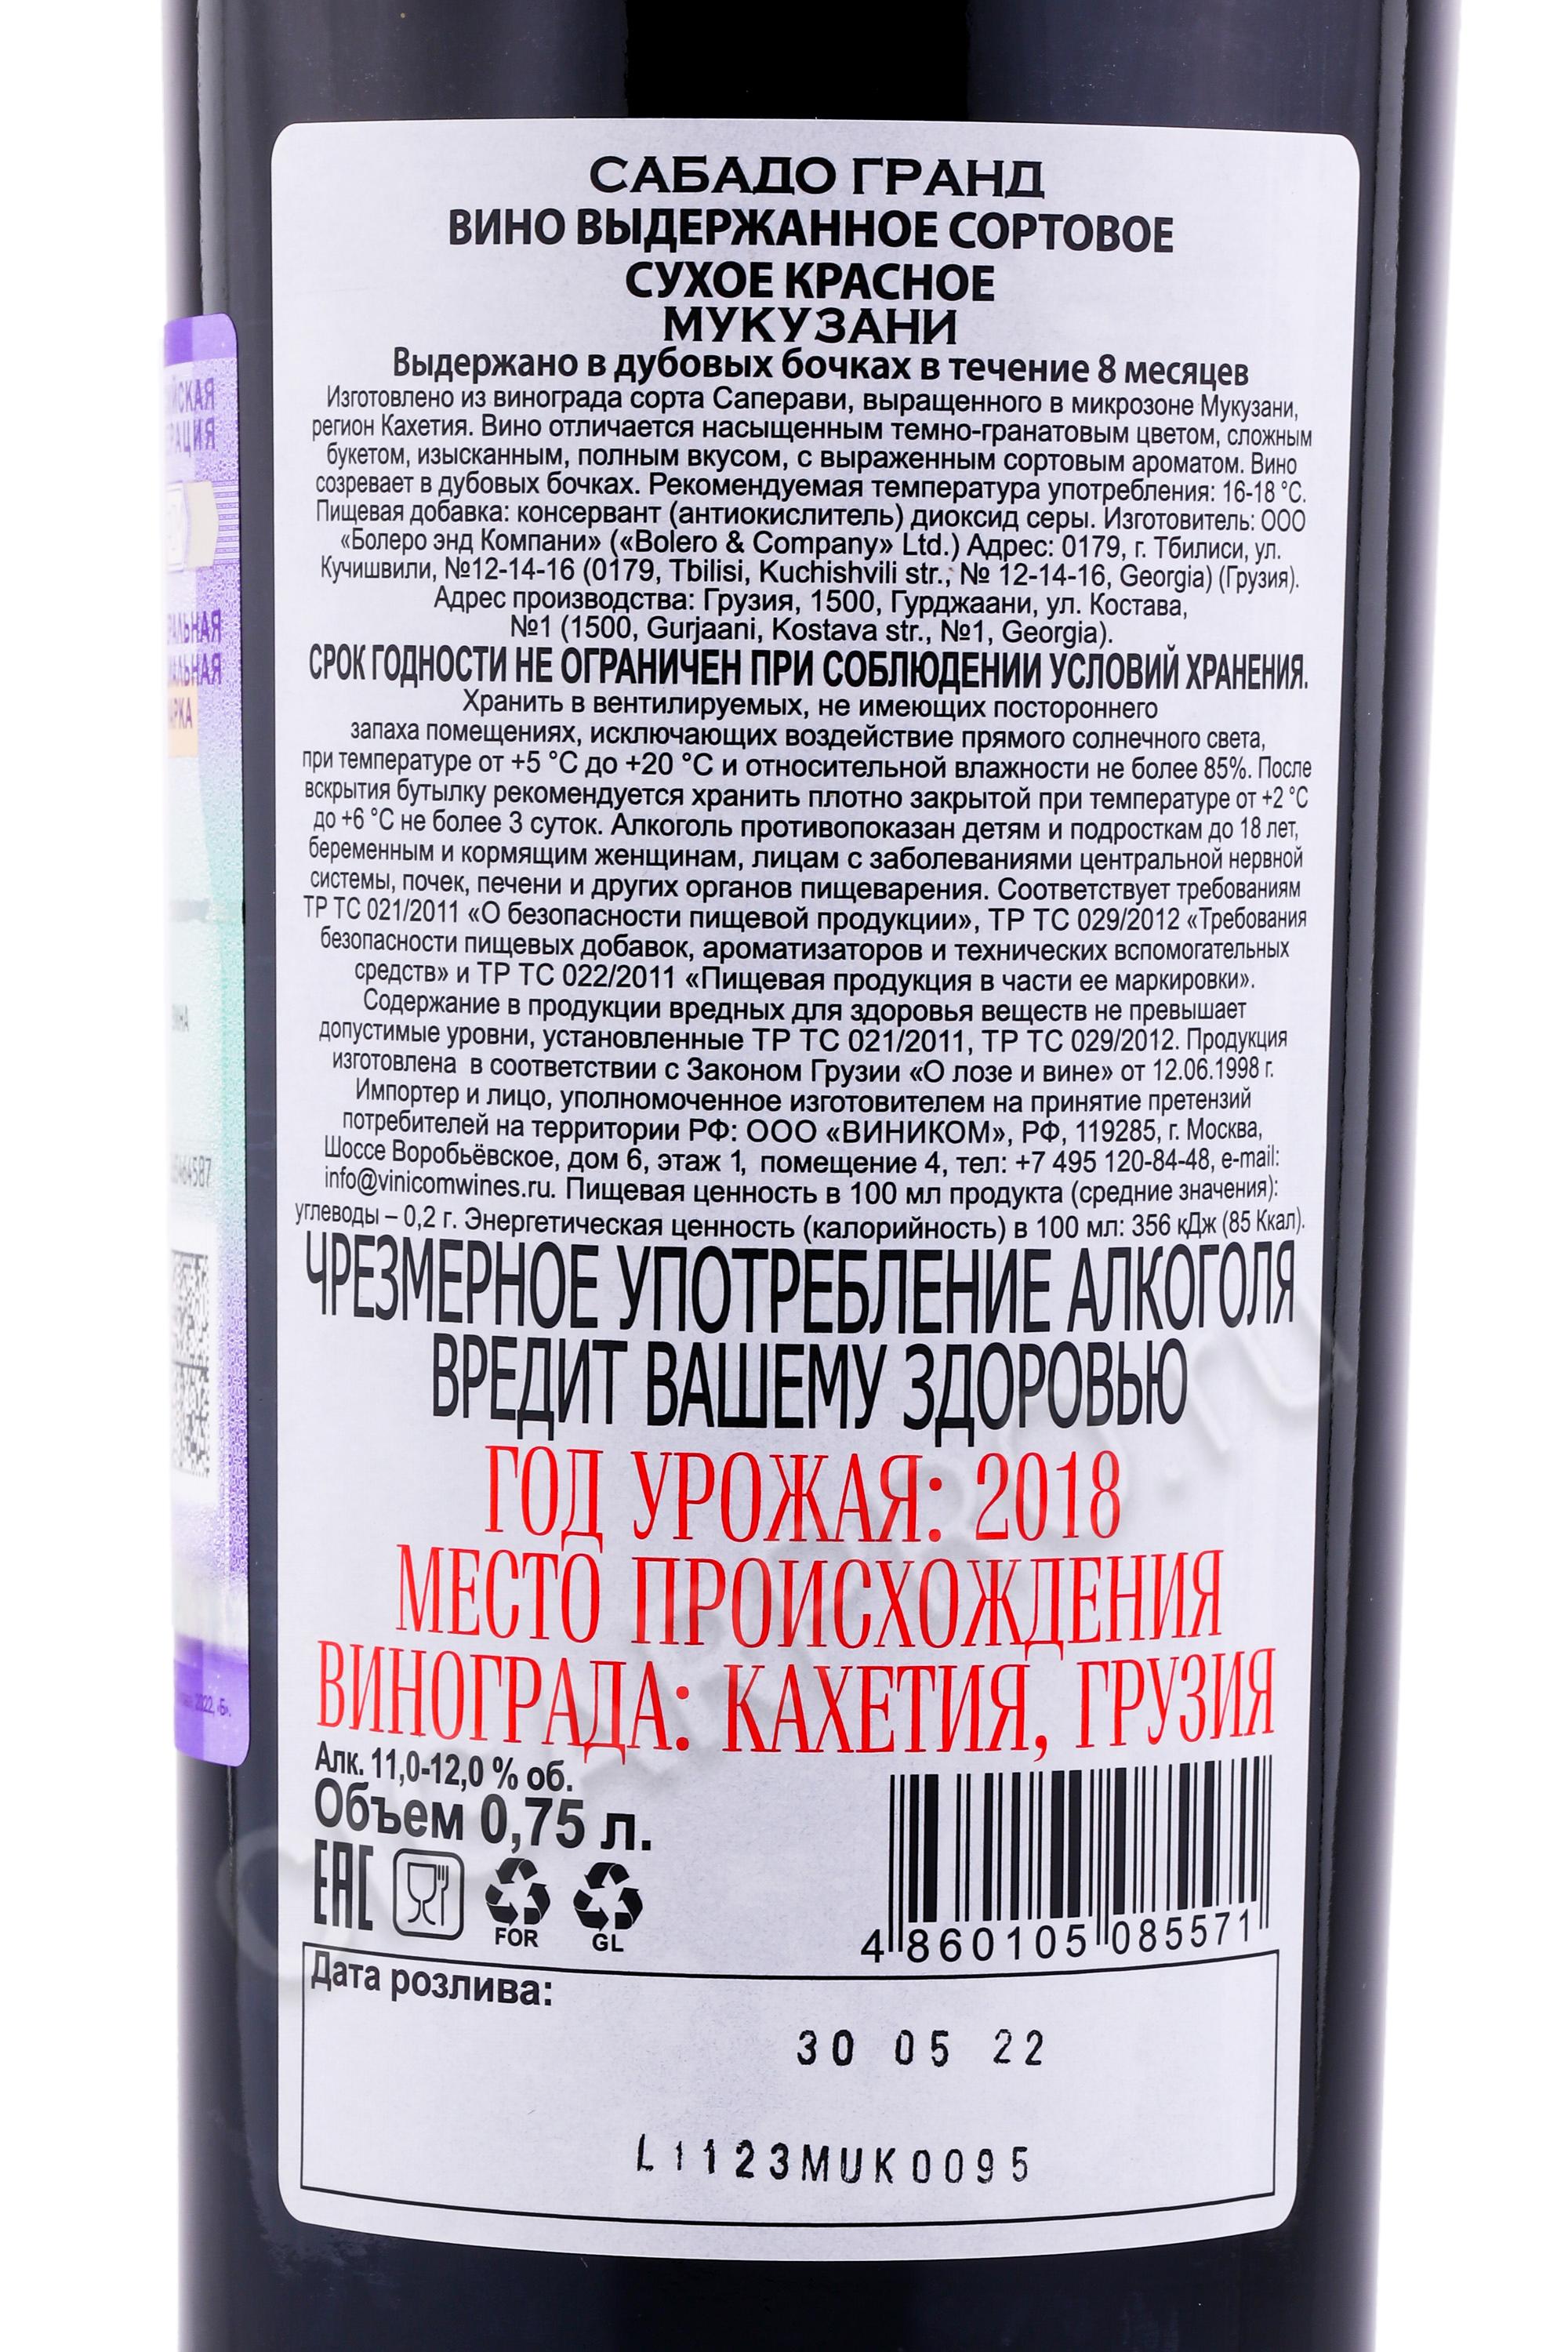 САБАДО ГРАНД
ВИНО ВЫДЕРЖАННОЕ СОРТОВОЕ
СУХОЕ КРАСНОЕ
МУКУЗАНИ
Выдержано в дубовых бочках в течение 8 месяцев
Изготовлено из винограда сорта Саперави, выращенного в микрозоне Мукузани,
регион Кахетия. Вино отличается насыщенным темно-гранатовым цветом, сложным
букетом, изысканным, полным вкусом, с выраженным сортовым ароматом. Вино
созревает в дубовых бочках. Рекомендуемая температура употребления: 16-18 °С.
Пищевая добавка: консервант (антиокислитель) диоксид серы. Изготовитель: ООО
«Болеро энд Компани» («Bolero & Company» Ltd.) Адрес: 0179, г. Тбилиси, ул.
Кучишвили, №12-14-16 (0179, Tbilisi, Kuchishvili str., № 12-14-16, Georgia) (Грузия).
Адрес производства: Грузия, 1500, Гурджаани, ул. Костава,
№1 (1500, Gurjaani, Kostava str., №1, Georgia).
СРОК ГОДНОСТИ НЕ ОГРАНИЧЕН ПРИ СОБЛЮДЕНИИ УСЛОВИЙ ХРАНЕНИЯ.
Хранить в вентилируемых, не имеющих постороннего
запаха помещениях, исключающих воздействие прямого солнечного света,
при температуре от +5 °С до +20 °С и относительной влажности не более 85%. После
вскрытия бутылку рекомендуется хранить плотно закрытой при температуре от +2 °С
до +6 °С не более 3 суток. Алкоголь противопоказан детям и подросткам до 18 лет,
беременным и кормящим женщинам, лицам с заболеваниями центральной нервной
системы, почек, печени и других органов пищеварения. Соответствует требованиям
ТР ТС 021/2011 «О безопасности пищевой продукции», ТР ТС 029/2012 «Требования
безопасности пищевых добавок, ароматизаторов и технических вспомогательных
средств» и ТР ТС 022/2011 «Пищевая продукция в части ее маркировки».
Содержание в продукции вредных для здоровья веществ не превышает
допустимые уровни, установленные ТР ТС 021/2011, ТР ТС 029/2012. Продукция
изготовлена в соответствии с Законом Грузии «О лозе и вине» от 12.06.1998 г.
Импортер и лицо, уполномоченное изготовителем на принятие претензий
потребителей на территории РФ: ООО «ВИНИКОМ», РФ, 119285, г. Москва,
Шоссе Воробьёвское, дом 6, этаж 1, помещение 4, тел: +7 495 120-84-48, e-mail:
info@vinicomwines.ru. Пищевая ценность в 100 мл продукта (средние значения):
углеводы – 0,2 г. Энергетическая ценность (калорийность) в 100 мл: 356 кДж (85 Ккал).
ЧРЕЗМЕРНОЕ УПОТРЕБЛЕНИЕ АЛКОГОЛЯ
ВРЕДИТ ВАШЕМУ ЗДОРОВЬЮ
ГОД УРОЖАЯ: 2018
МЕСТО ПРОИСХОЖДЕНИЯ
ВИНОГРАДА: КАХЕТИЯ, ГРУЗИЯ
Алк. 11,0-12,0 % об.
Объем 0,75 л.
EAC
FOR
GL
4 860105 085571
Дата розлива:
30 05 22
L1123MUK0095